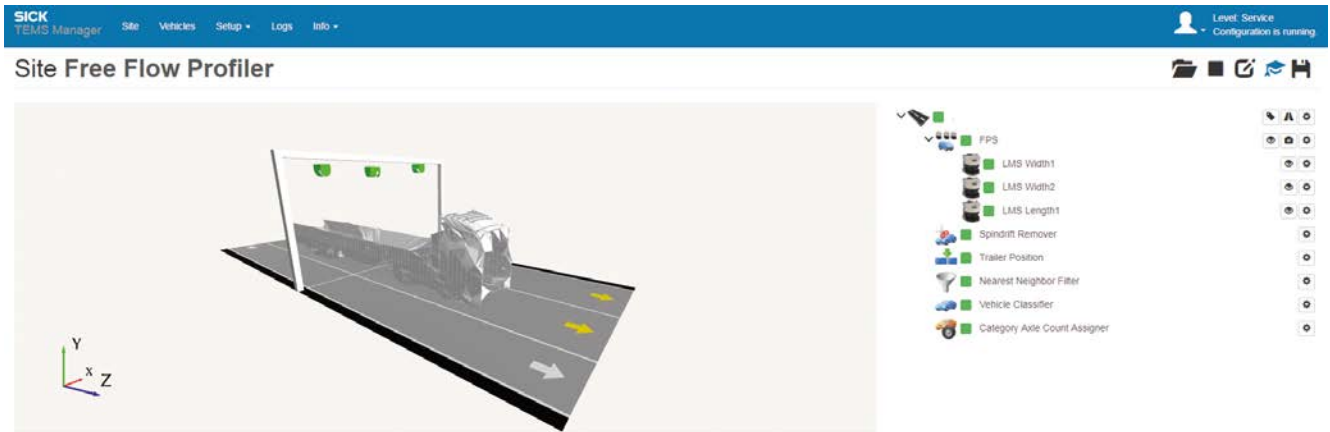 SICK
TEMS Manager Site Vehicles Setup Logs Info
Level: Service
Configuration is running.
Site Free Flow Profiler
FPS
LMS Width1
LMS Width2
LMS Length1
Spindrift Remover
Trailer Position
Nearest Neighbor Filter
Vehicle Classifier
Category Axle Count Assigner
Y
X
Z